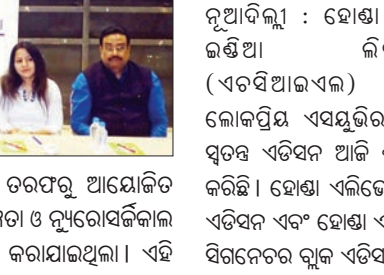 ତରଫରୁ ଆୟୋଜିତ
ତା ଓ ନ୍ୟୁରୋସର୍ଜିକାଲ
କରାଯାଇଥିଲା । ଏହି
ନୂଆଦିଲ୍ଲୀ : ହୋଣ୍ଡା
ଇଣ୍ଡିଆ
(ଏଚସିଆଇଏଲ)
ଲୋକପ୍ରିୟ ଏସୟୁଭିର
ସ୍ୱତନ୍ତ୍ର ଏଡିସନ ଆଜି
କରିଛି । ହୋଣ୍ଡା ଏଲିଭେ
ଏଡିସନ ଏବଂ ହୋଣ୍ଡା
ସିଗନେଚର ବ୍ଲାକ ଏଡିସ